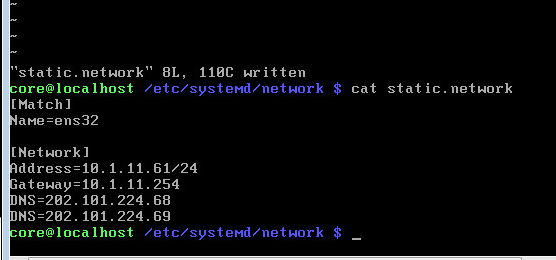 ~
~
~
~
"static.network" 8L, 110C written
core@localhost /etc/systemd/network $ cat static.network
[Match]
Name=ens32

[Network]
Address=10.1.11.61/24
Gateway=10.1.11.254
DNS=202.101.224.68
DNS=202.101.224.69
core@localhost /etc/systemd/network $ _